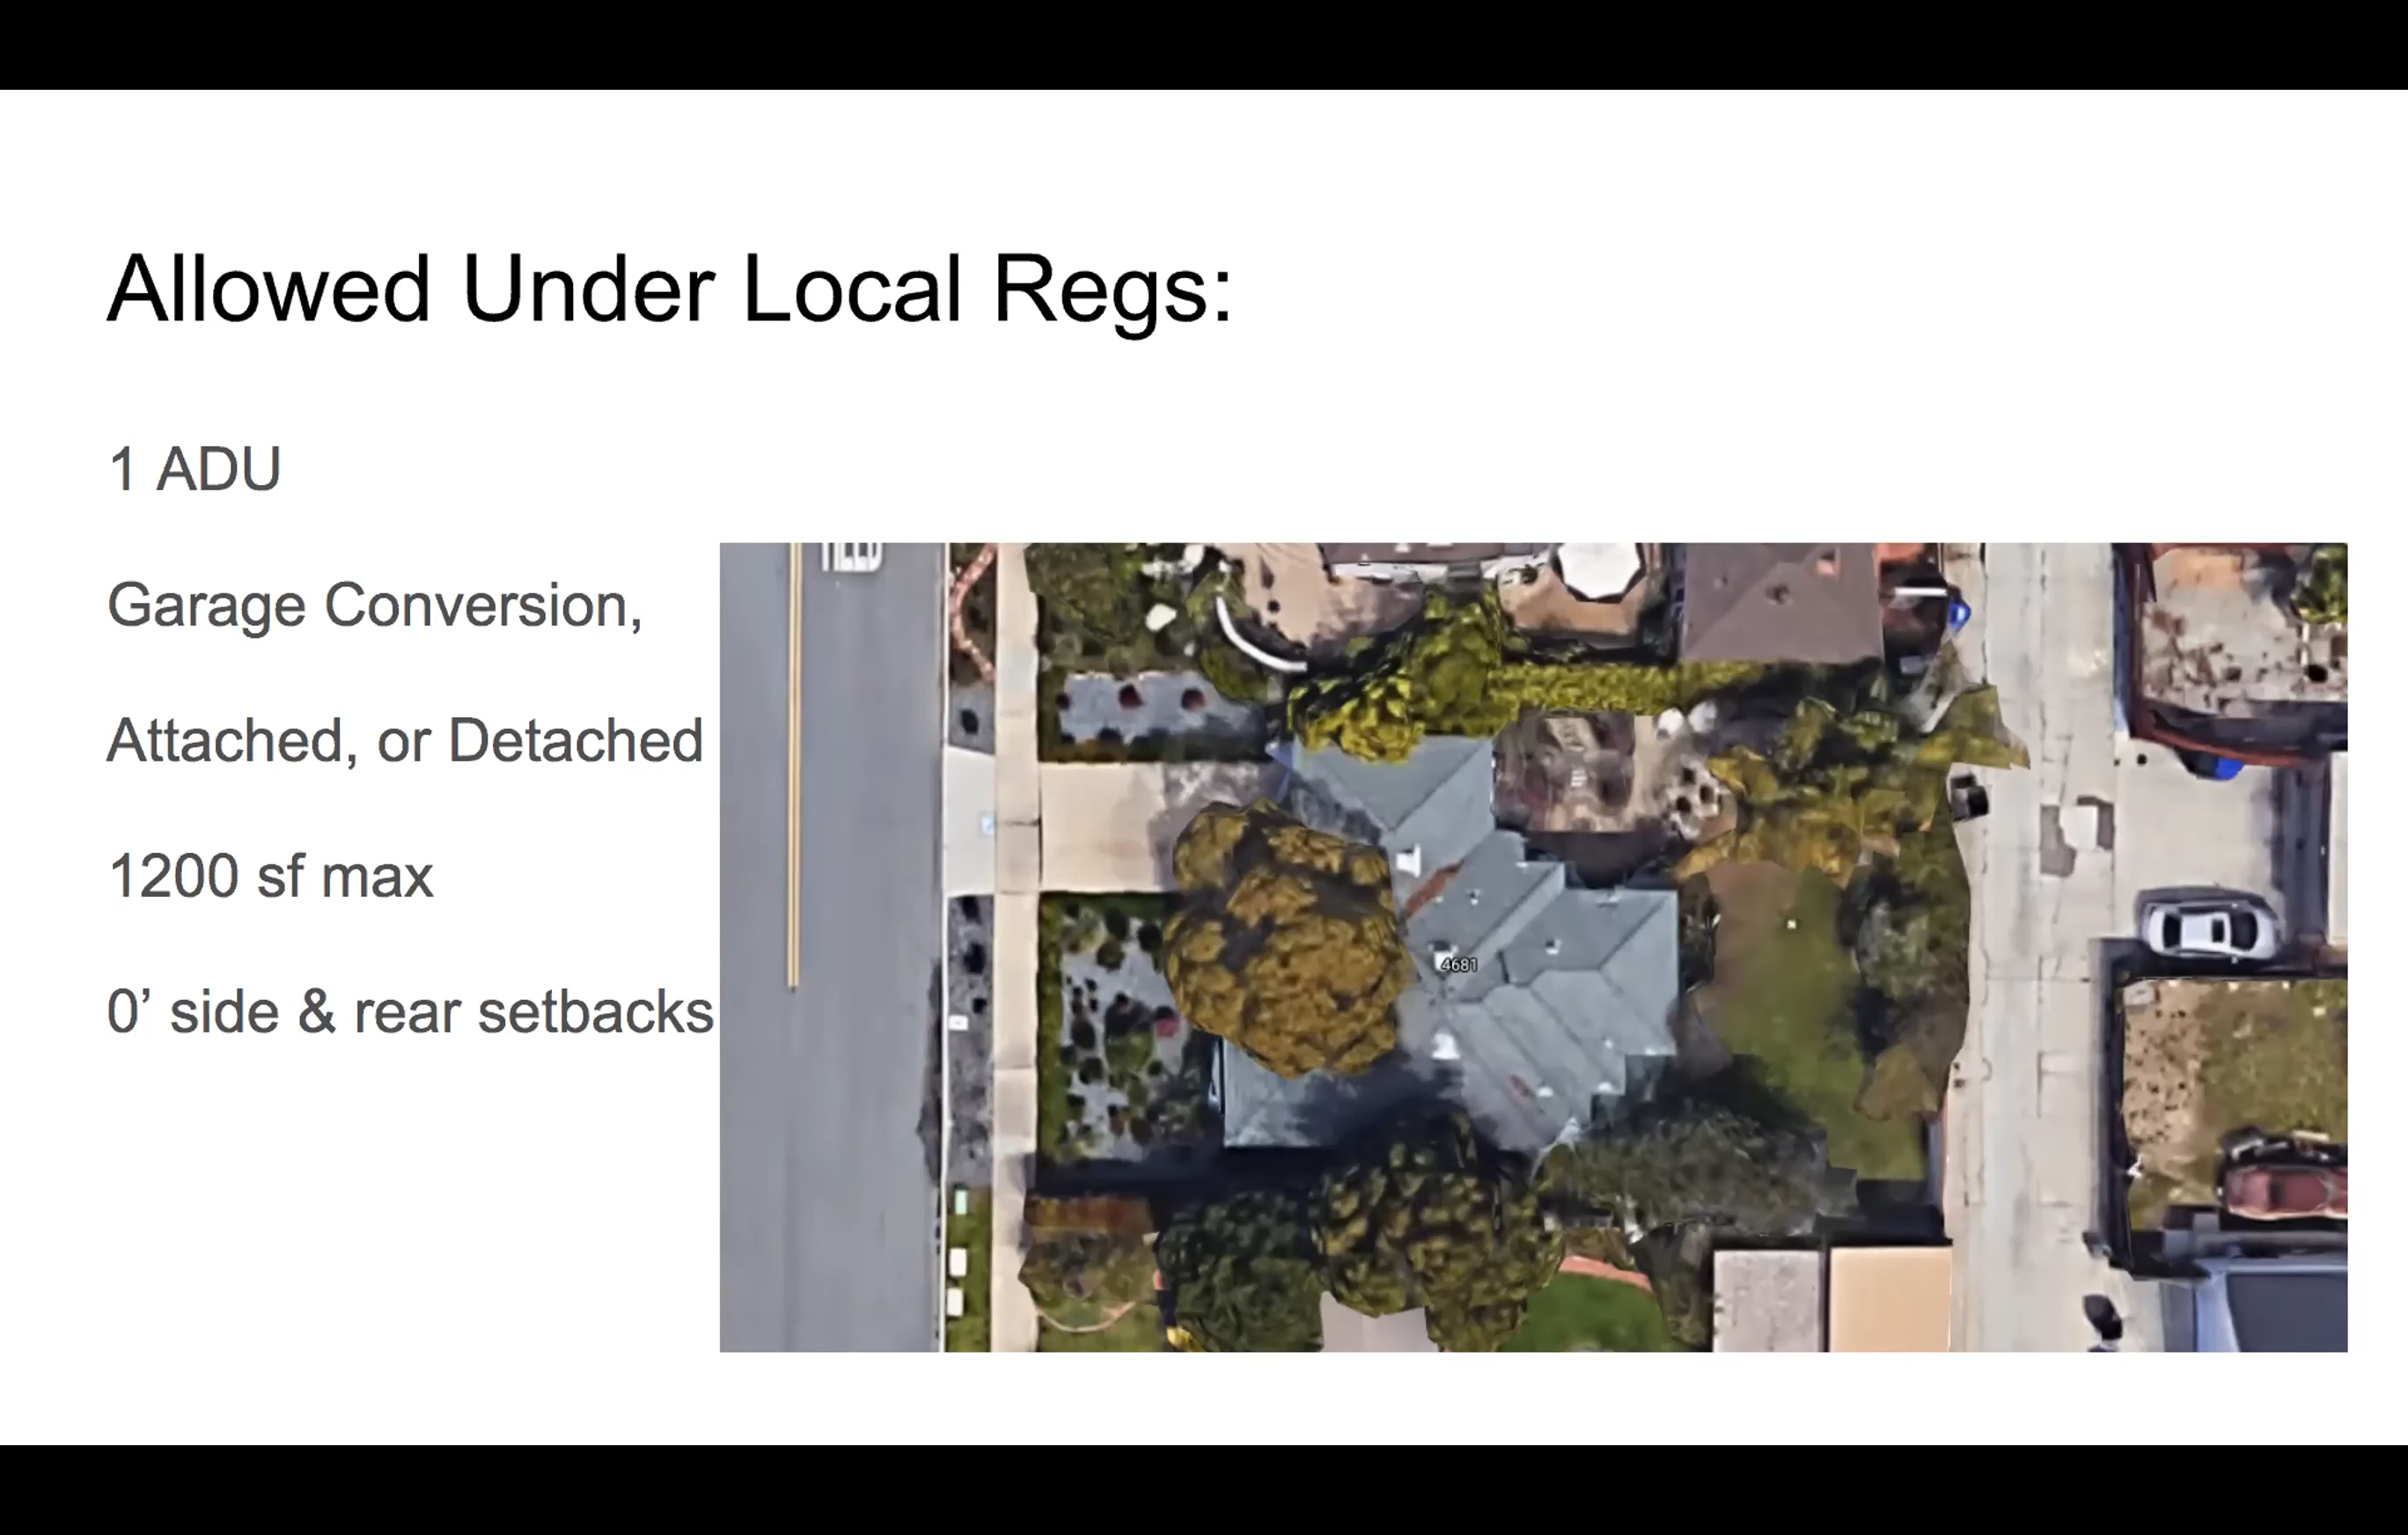 Allowed Under Local Regs:
1 ADU
Garage Conversion,
Attached, or Detached
1200 sf max
0’ side & rear setbacks
4681